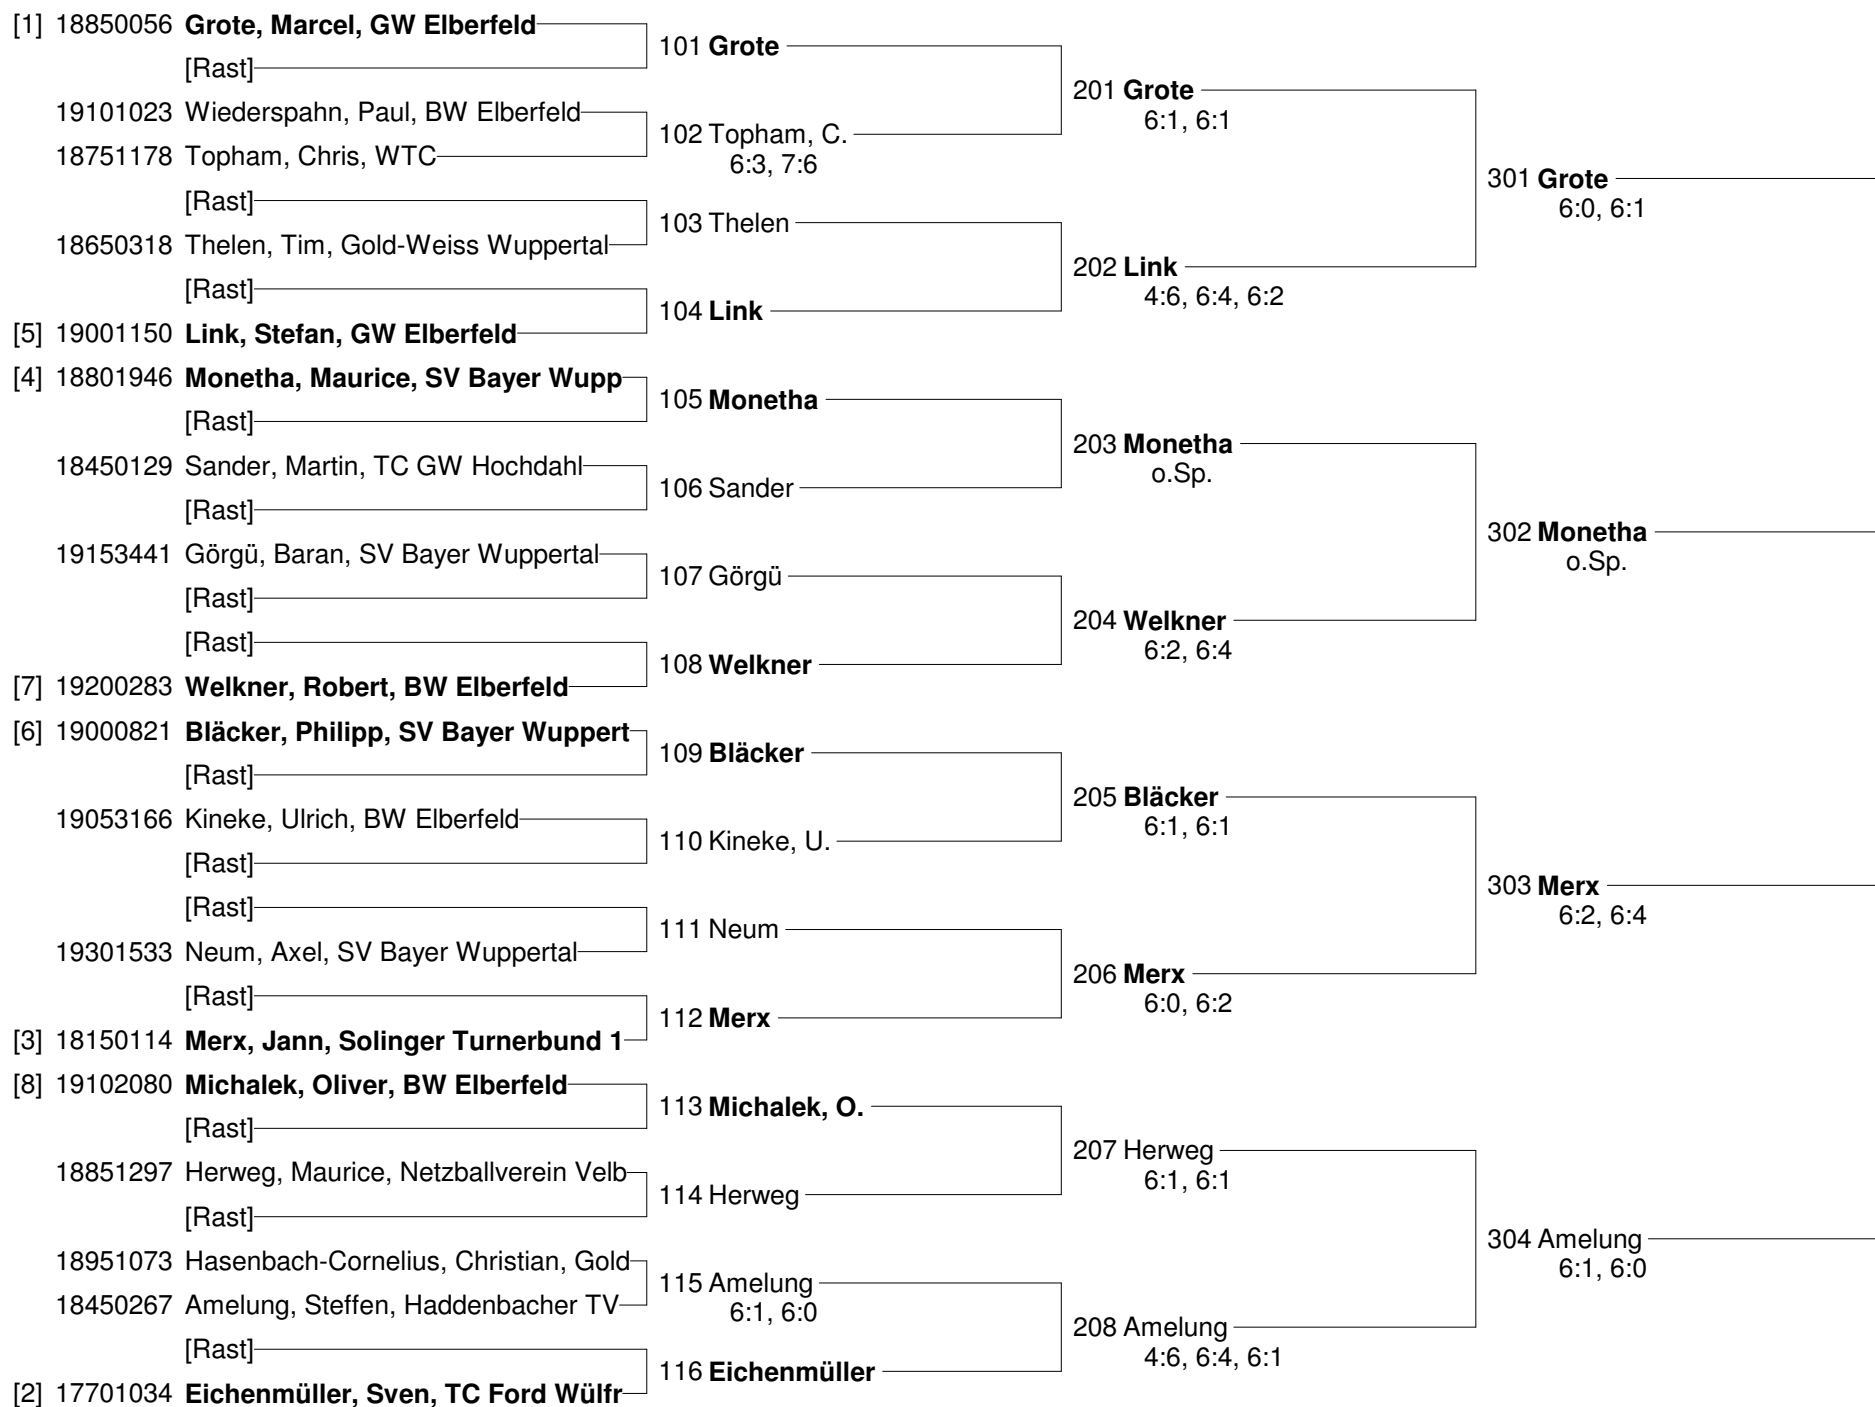 [1] 18850056 Grote, Marcel, GW Elberfeld
[Rast]
19101023 Wiederspahn, Paul, BW Elberfeld
18751178 Topham, Chris, WTC
[Rast]
18650318 Thelen, Tim, Gold-Weiss Wuppertal
[Rast]
[5] 19001150 Link, Stefan, GW Elberfeld
[4] 18801946 Monetha, Maurice, SV Bayer Wupp
[Rast]
18450129 Sander, Martin, TC GW Hochdahl
[Rast]
19153441 Görgü, Baran, SV Bayer Wuppertal
[Rast]
[Rast]
[7] 19200283 Welkner, Robert, BW Elberfeld
[6] 19000821 Bläcker, Philipp, SV Bayer Wuppert
[Rast]
19053166 Kineke, Ulrich, BW Elberfeld
[Rast]
[Rast]
19301533 Neum, Axel, SV Bayer Wuppertal
[Rast]
[3] 18150114 Merx, Jann, Solinger Turnerbund 1
[8] 19102080 Michalek, Oliver, BW Elberfeld
[Rast]
18851297 Herweg, Maurice, Netzballverein Velb
[Rast]
18951073 Hasenbach-Cornelius, Christian, Gold
18450267 Amelung, Steffen, Haddenbacher TV
[Rast]
[2] 17701034 Eichenmüller, Sven, TC Ford Wülfr
101 Grote
102 Topham, C.
6:3, 7:6
103 Thelen
104 Link
105 Monetha
106 Sander
107 Görgü
108 Welkner
109 Bläcker
110 Kineke, U.
111 Neum
112 Merx
113 Michalek, O.
114 Herweg
115 Amelung
6:1, 6:0
116 Eichenmüller
201 Grote
6:1, 6:1
202 Link
4:6, 6:4, 6:2
203 Monetha
o.Sp.
204 Welkner
6:2, 6:4
205 Bläcker
6:1, 6:1
206 Merx
6:0, 6:2
207 Herweg
6:1, 6:1
208 Amelung
4:6, 6:4, 6:1
301 Grote
6:0, 6:1
302 Monetha
o.Sp.
303 Merx
6:2, 6:4
304 Amelung
6:1, 6:0